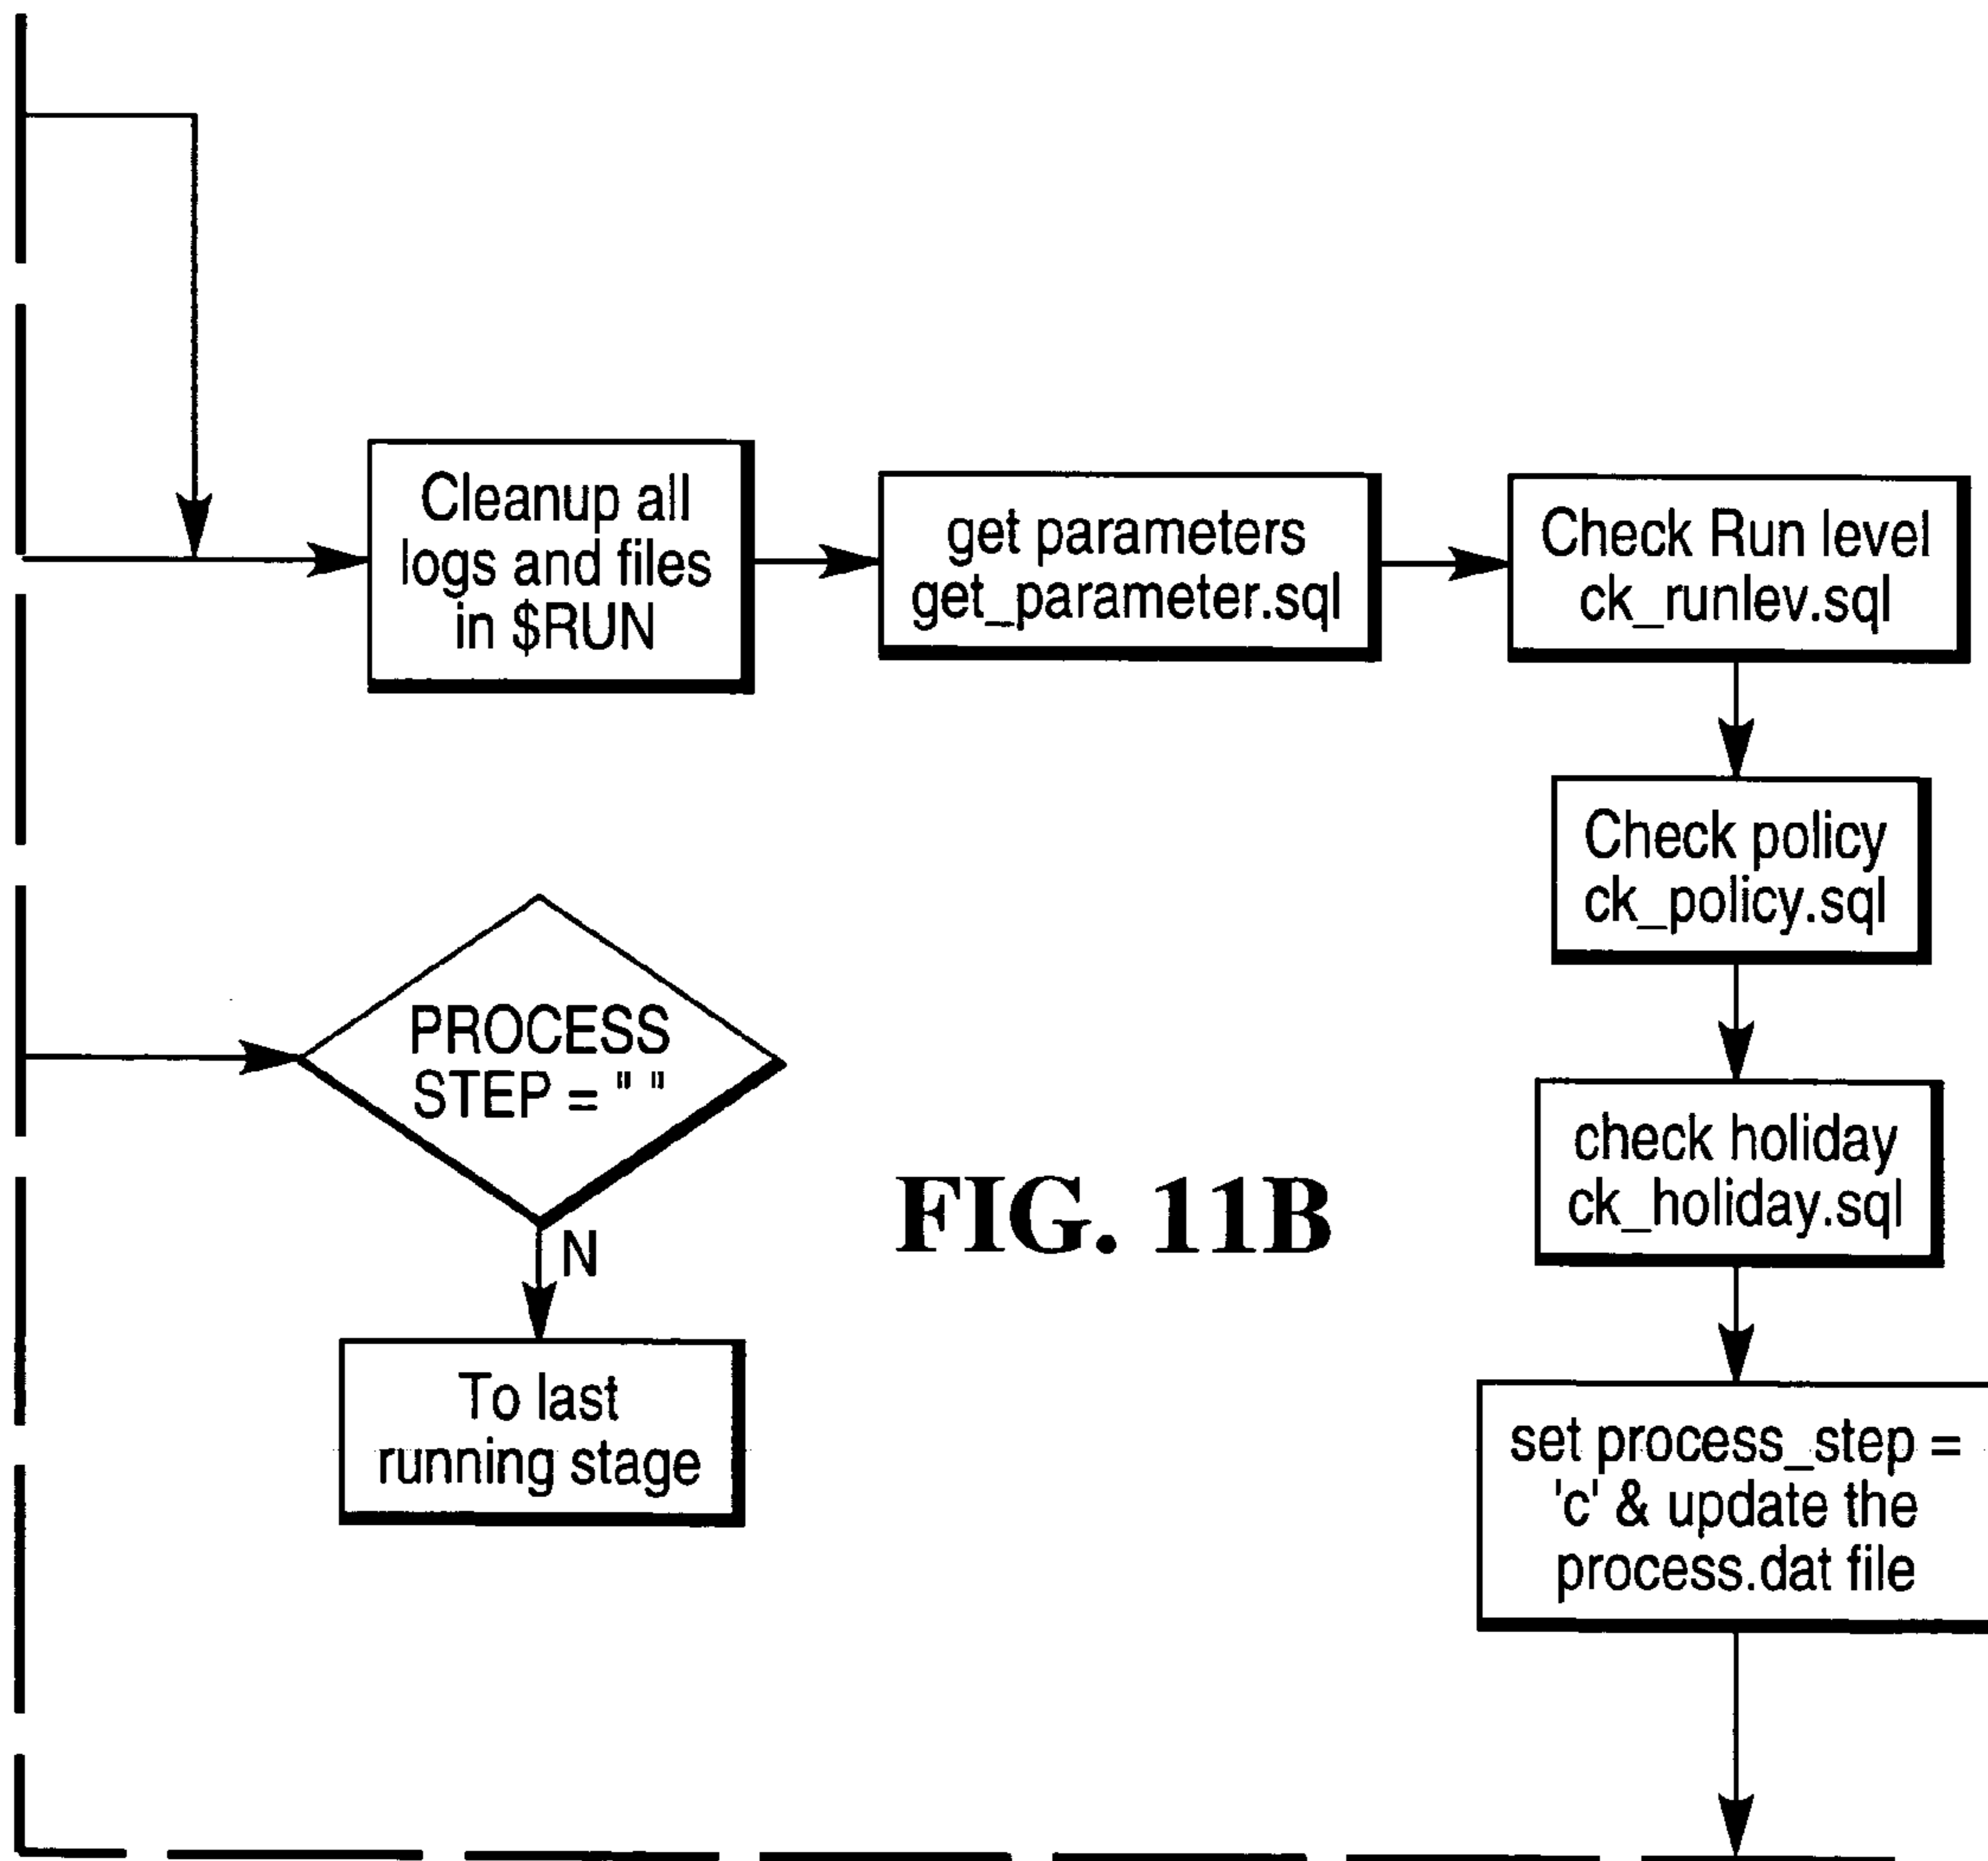 Cleanup all
logs and files
in $RUN
get parameters
get_parameter.sql
Check Run level
ck_runlev.sql
Check policy
ck_policy.sql
check holiday
ck_holiday.sql
set process_step =
'c' & update the
process.dat file
PROCESS
STEP = " "
N
To last
running stage
FIG. 11B